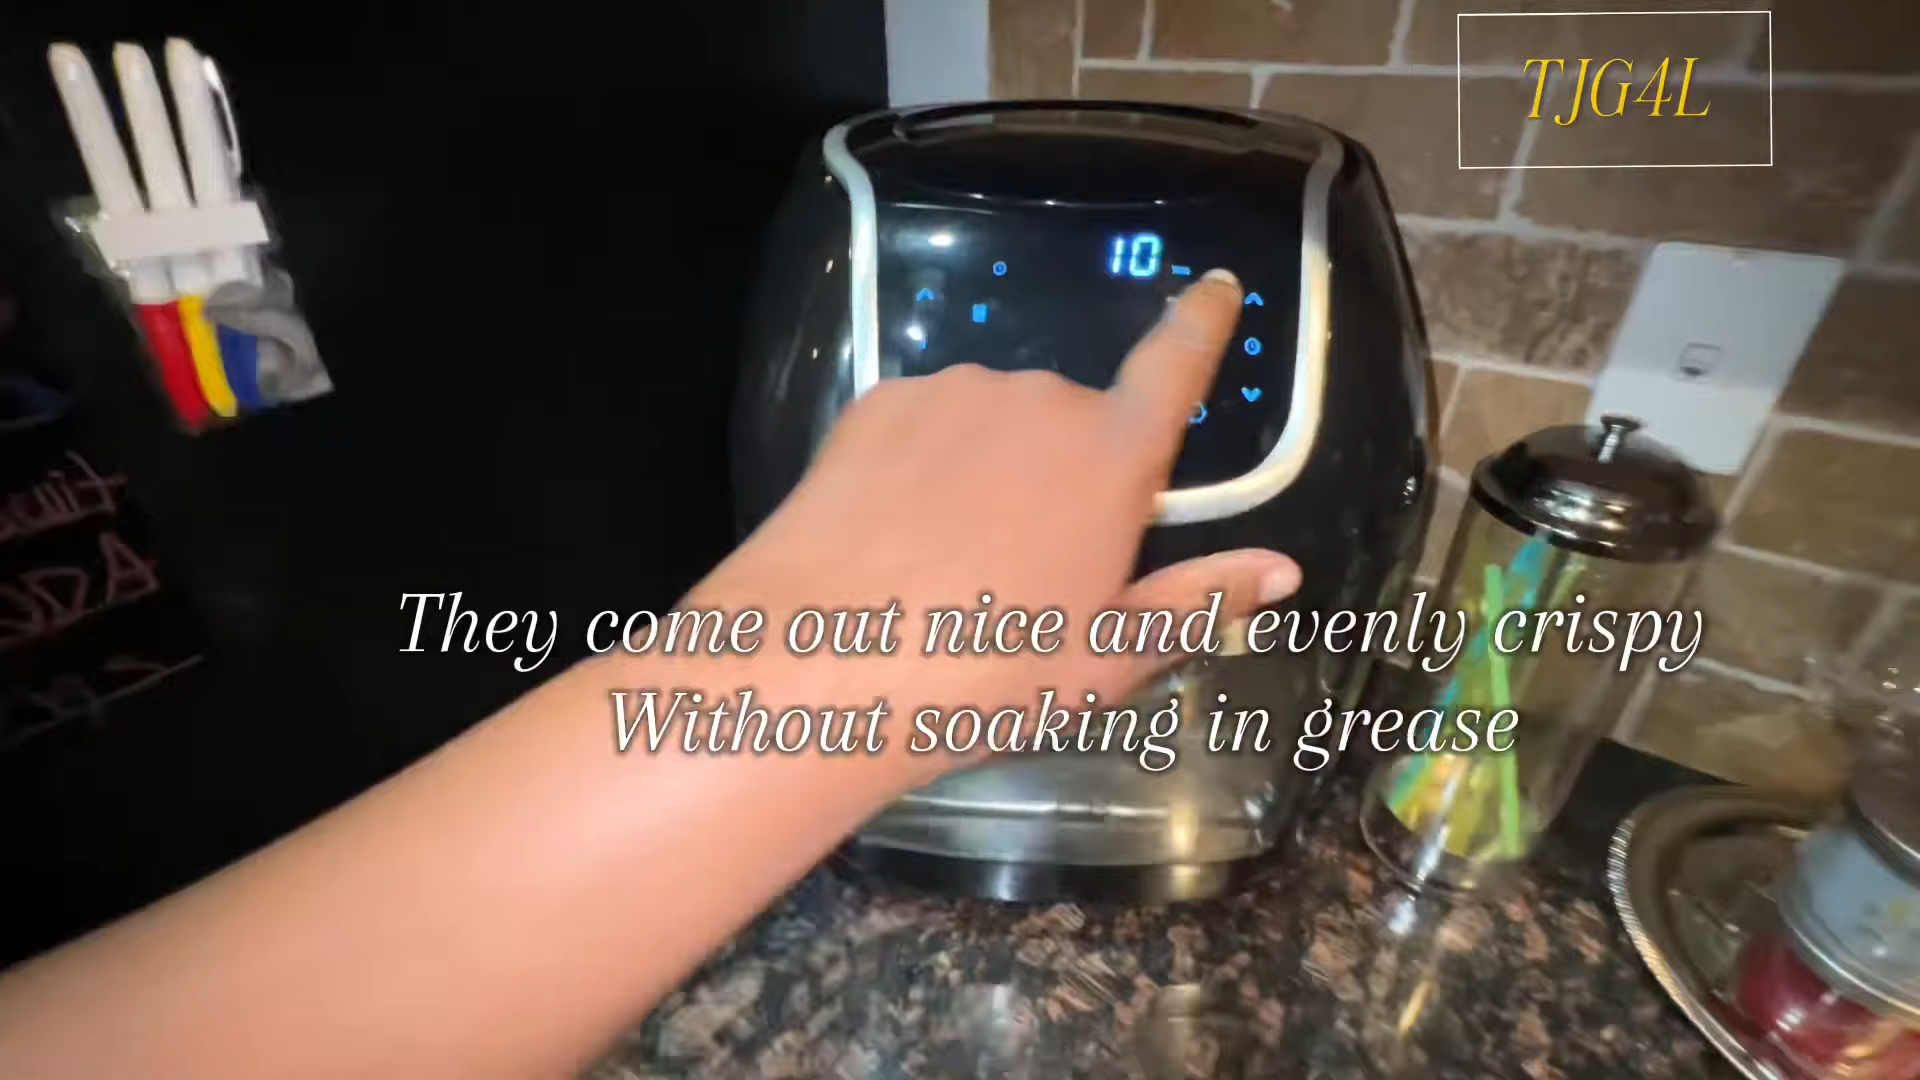 TJG4L
10
They come out nice and evenly crispy
Without soaking in grease